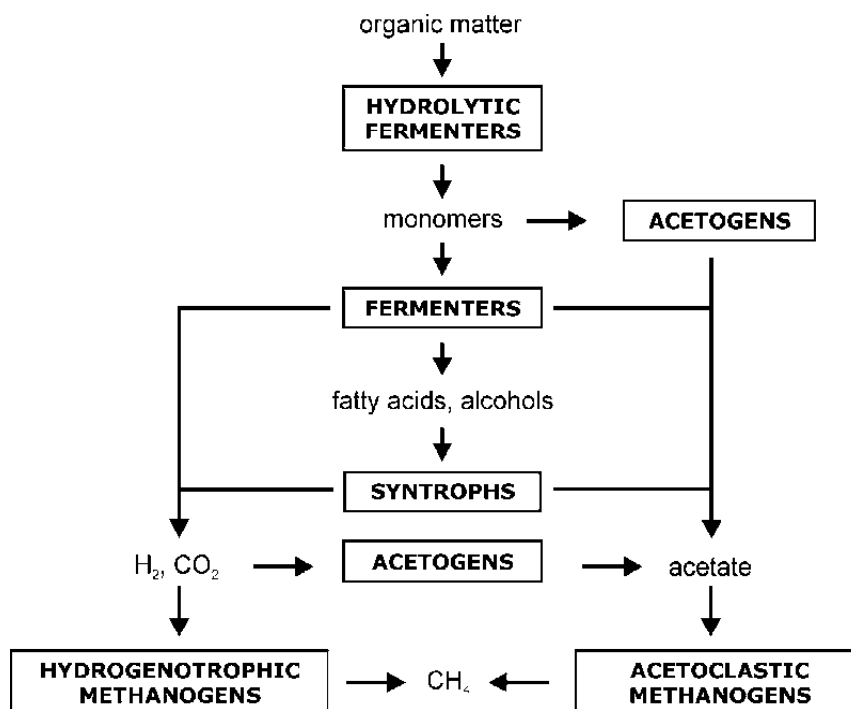 organic matter
HYDROLYTIC
FERMENTERS
monomers
ACETOGENS
FERMENTERS
fatty acids, alcohols
SYNTROPHS
H₂, CO₂
ACETOGENS
acetate
HYDROGENOTROPHIC
METHANOGENS
CH₄
ACETOCLASTIC
METHANOGENS